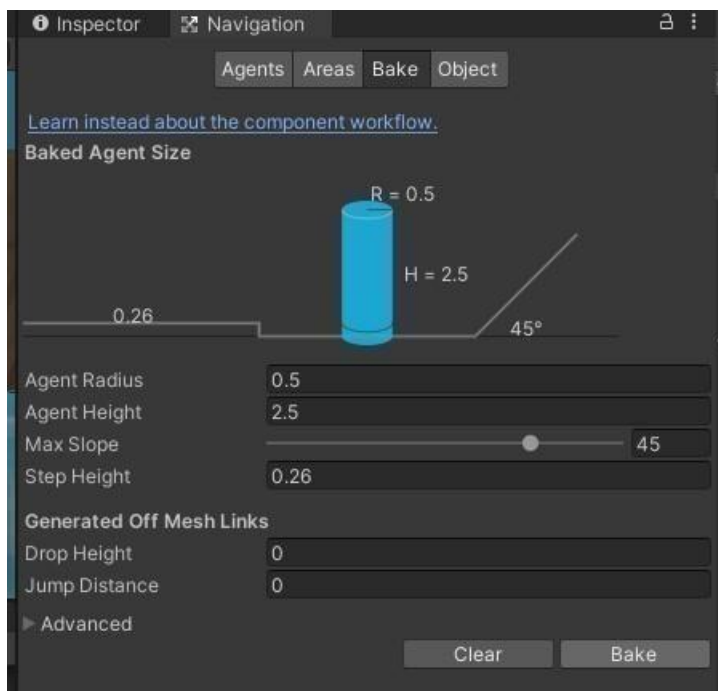 Inspector Navigation
Agents Areas Bake Object
Learn instead about the component workflow.
Baked Agent Size
R = 0.5
H = 2.5
0.26
45°
Agent Radius 0.5
Agent Height 2.5
Max Slope 45
Step Height 0.26
Generated Off Mesh Links
Drop Height 0
Jump Distance 0
Advanced
Clear Bake